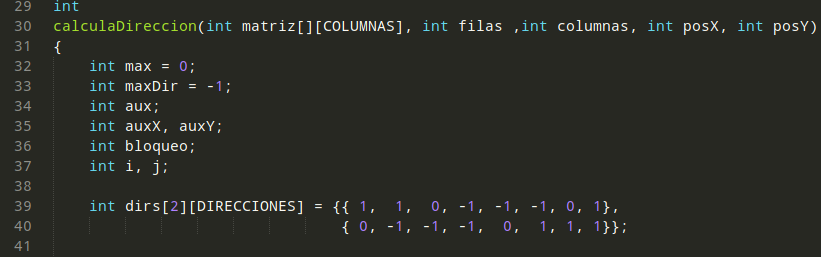 29 int
30 calculaDireccion(int matriz[][COLUMNAS], int filas ,int columnas, int posX, int posY)
31 {
32     int max = 0;
33     int maxDir = -1;
34     int aux;
35     int auxX, auxY;
36     int bloqueo;
37     int i, j;
38
39     int dirs[2][DIRECCIONES] = {{ 1,  1,  0, -1, -1, -1, 0, 1},
40                                 { 0, -1, -1, -1,  0,  1, 1, 1}};
41